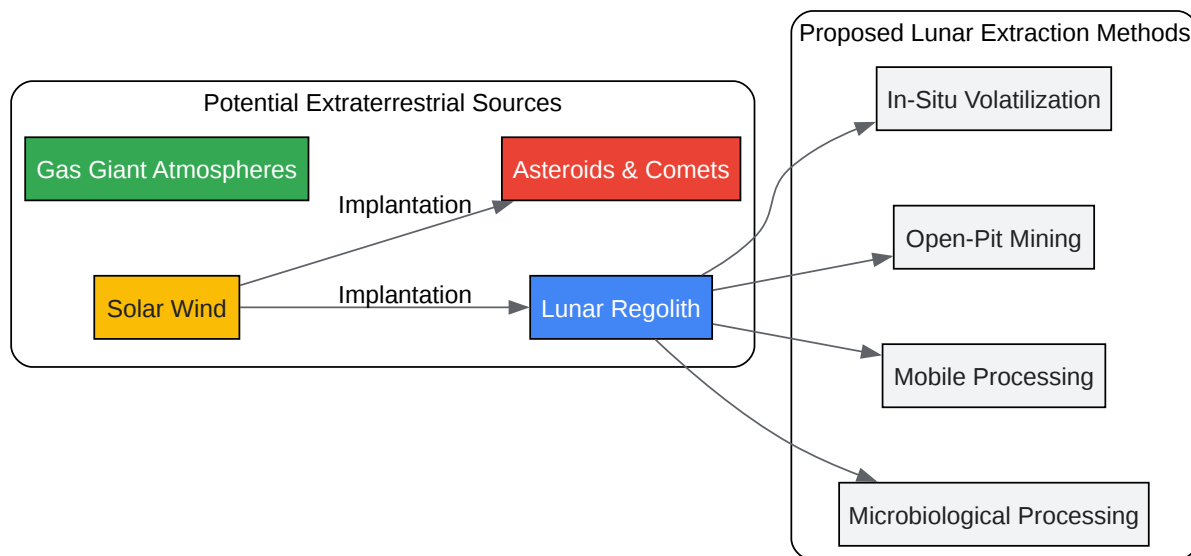 Proposed Lunar Extraction Methods
In-Situ Volatilization
Potential Extraterrestrial Sources
Gas Giant Atmospheres
Asteroids & Comets
Implantation
Open-Pit Mining
Solar Wind
Implantation
Lunar Regolith
Mobile Processing
Microbiological Processing